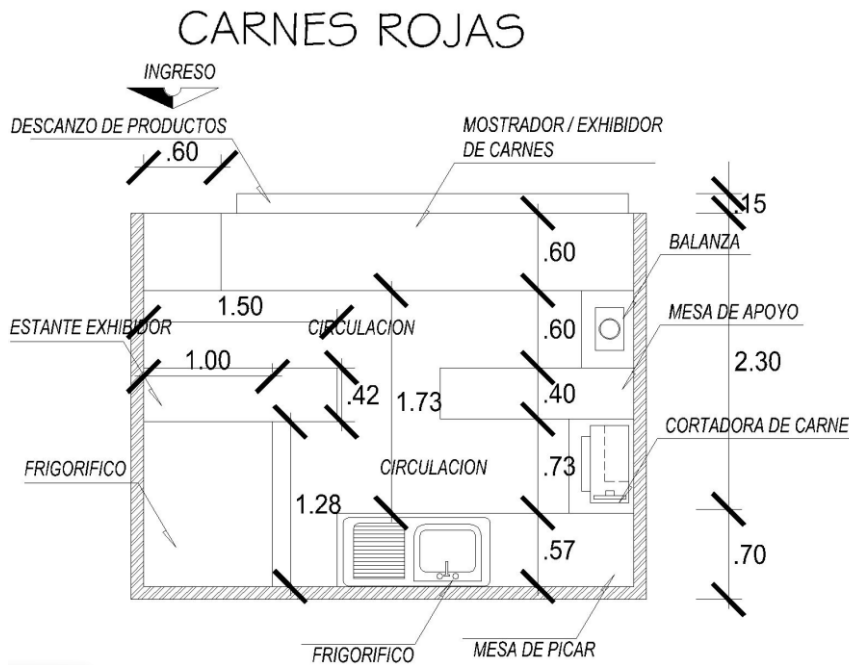 CARNES ROJAS
INGRESO
DESCANZO DE PRODUCTOS
MOSTRADOR / EXHIBIDOR
DE CARNES
.60
.15
.60
BALANZA
1.50
ESTANTE EXHIBIDOR
CIRCULACION
.60
MESA DE APOYO
1.00
.42
1.73
.40
2.30
CORTADORA DE CARNE
FRIGORIFICO
CIRCULACION
.73
1.28
.57
.70
FRIGORIFICO
MESA DE PICAR